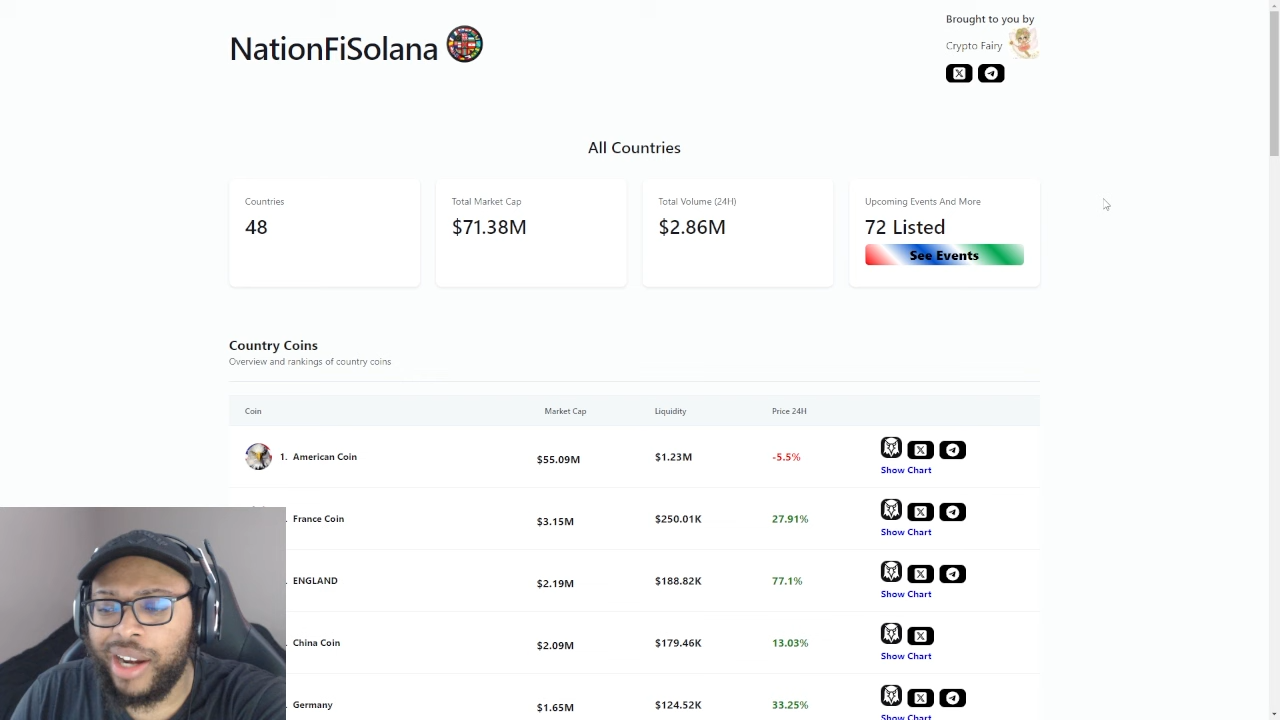 NationFiSolana
Brought to you by
Crypto Fairy
All Countries
Countries
48
Total Market Cap
$71.38M
Total Volume (24H)
$2.86M
Upcoming Events And More
72 Listed
See Events
Country Coins
Overview and rankings of country coins
Coin Market Cap Liquidity Price 24H
1. American Coin $55.09M $1.23M -5.5%
Show Chart
France Coin $3.15M $250.01K 27.91%
Show Chart
ENGLAND $2.19M $188.82K 77.1%
Show Chart
China Coin $2.09M $179.46K 13.03%
Show Chart
Germany $1.65M $124.52K 33.25%
Show Chart